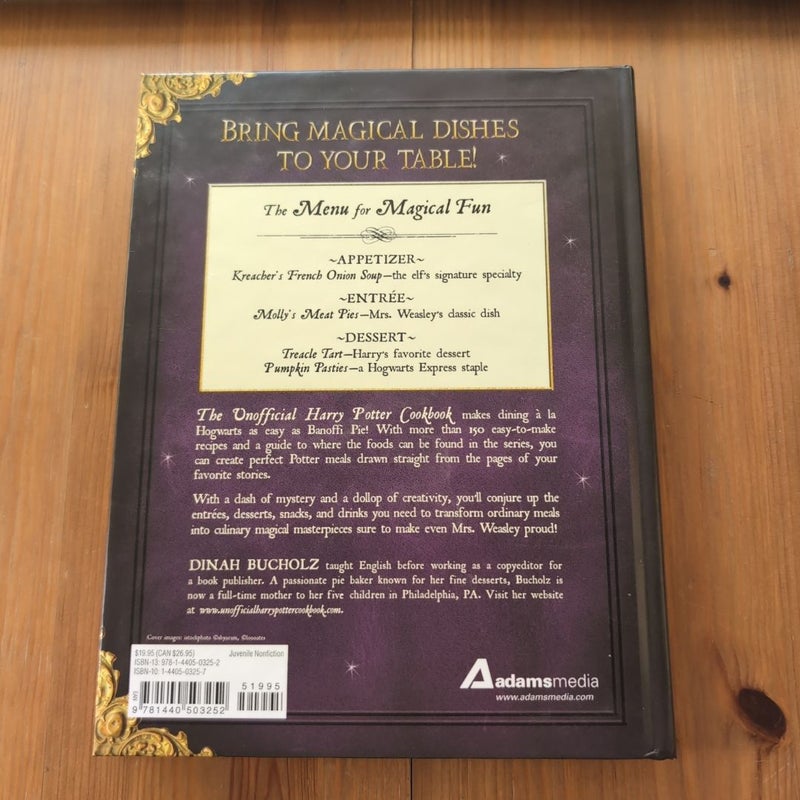 BRING MAGICAL DISHES
TO YOUR TABLE!
The Menu for Magical Fun
~APPETIZER~
Kreacher's French Onion Soup—the elf's signature specialty
~ENTRÉE~
Molly's Meat Pies—Mrs. Weasley's classic dish
~DESSERT~
Treacle Tart—Harry's favorite dessert
Pumpkin Pasties—a Hogwarts Express staple
The Unofficial Harry Potter Cookbook makes dining à la
Hogwarts as easy as Banoffi Pie! With more than 150 easy-to-make
recipes and a guide to where the foods can be found in the series, you
can create perfect Potter meals drawn straight from the pages of your
favorite stories.
With a dash of mystery and a dollop of creativity, you'll conjure up the
entrées, desserts, snacks, and drinks you need to transform ordinary meals
into culinary magical masterpieces sure to make even Mrs. Weasley proud!
DINAH BUCHOLZ taught English before working as a copyeditor for
a book publisher. A passionate pie baker known for her fine desserts, Bucholz is
now a full-time mother to her five children in Philadelphia, PA. Visit her website
at www.unofficialharrypottercookbook.com.
Cover images: istockphoto
$19.95 (CAN $26.95) Juvenile Nonfiction
ISBN-13: 978-1-4405-0325-2
ISBN-10: 1-4405-0325-7
51995
9 781440 503252
adamsmedia
www.adamsmedia.com